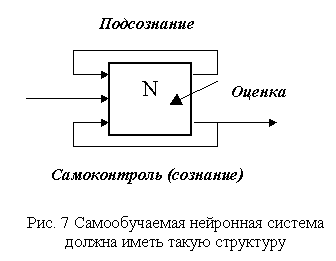 Подсознание
N
Оценка
Самоконтроль (сознание)
Рис. 7 Самообучаемая нейронная система
должна иметь такую структуру